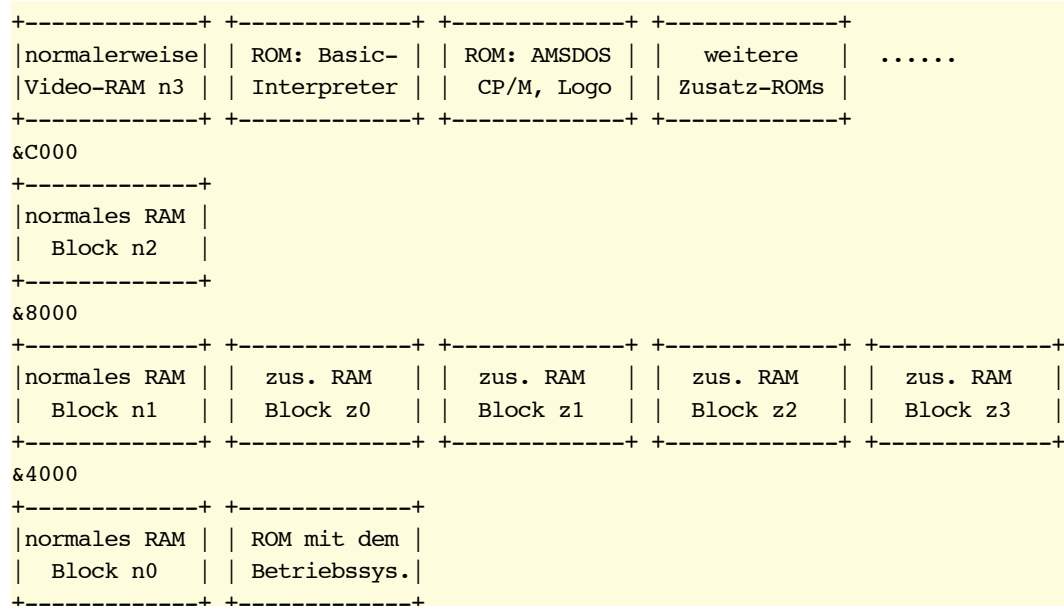 +-------------+ +-------------+ +-------------+ +-------------+
|normalerweise| | ROM: Basic- | | ROM: AMSDOS | |   weitere   |  ......
|Video-RAM n3 | | Interpreter | |  CP/M, Logo | | Zusatz-ROMs |
+-------------+ +-------------+ +-------------+ +-------------+
&C000
+-------------+
|normales RAM |
|  Block n2   |
+-------------+
&8000
+-------------+ +-------------+ +-------------+ +-------------+ +-------------+
|normales RAM | |  zus. RAM   | |  zus. RAM   | |  zus. RAM   | |  zus. RAM   |
|  Block n1   | |  Block z0   | |  Block z1   | |  Block z2   | |  Block z3   |
+-------------+ +-------------+ +-------------+ +-------------+ +-------------+
&4000
+-------------+ +-------------+
|normales RAM | | ROM mit dem |
|  Block n0   | | Betriebssys.|
+-------------+ +-------------+